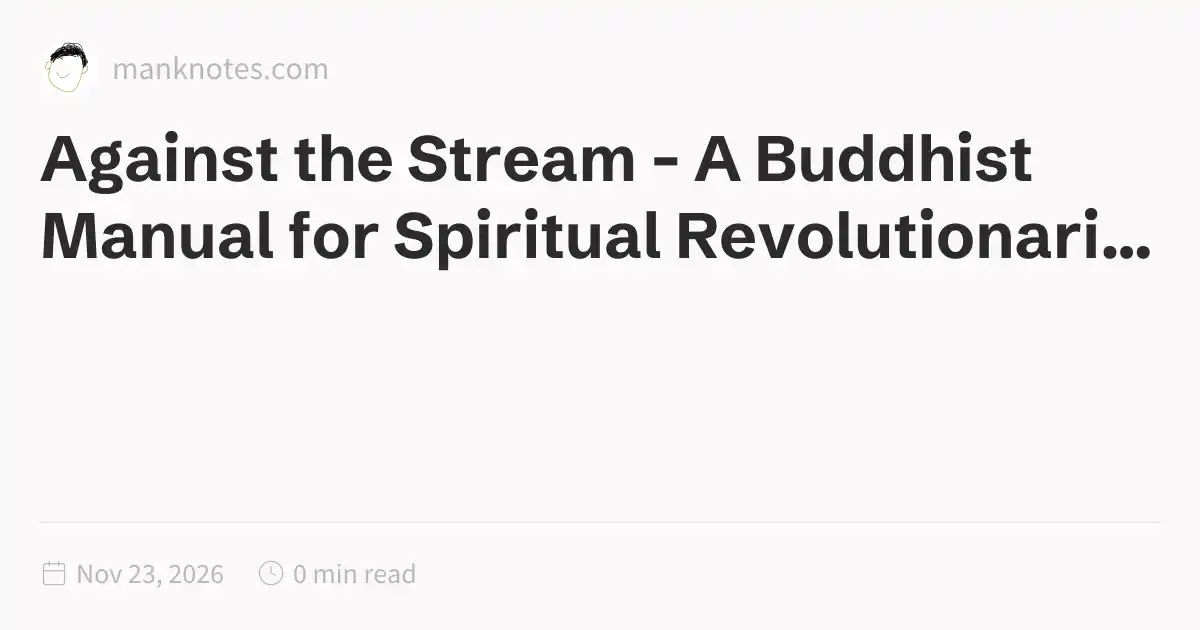 manknotes.com
Against the Stream - A Buddhist
Manual for Spiritual Revolutionari...
Nov 23, 2026 0 min read